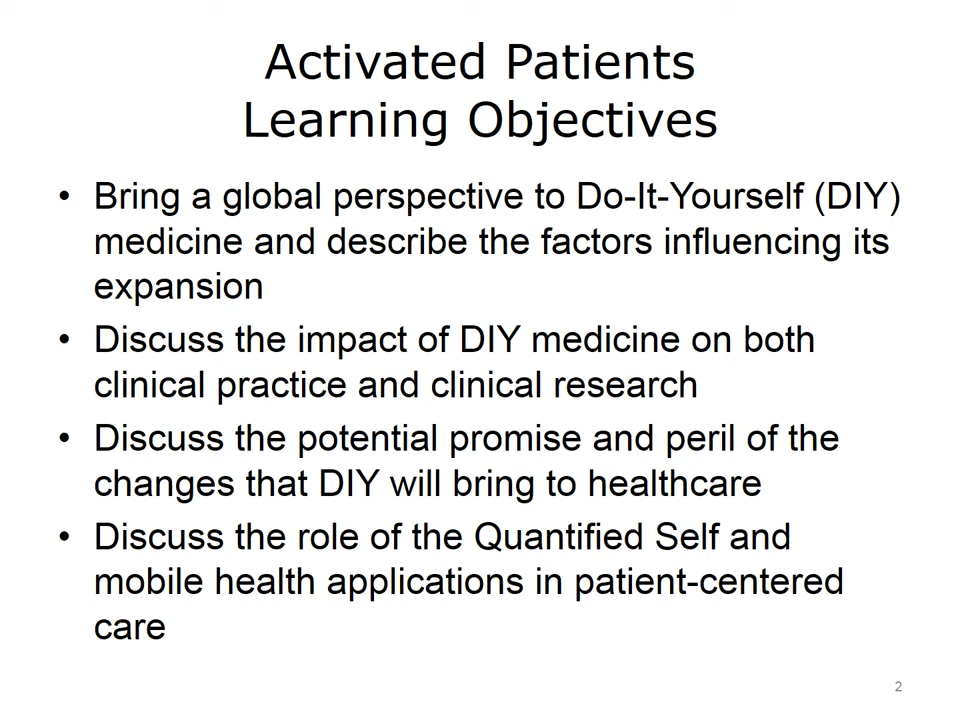 Activated Patients
Learning Objectives
• Bring a global perspective to Do-It-Yourself (DIY)
medicine and describe the factors influencing its
expansion
• Discuss the impact of DIY medicine on both
clinical practice and clinical research
• Discuss the potential promise and peril of the
changes that DIY will bring to healthcare
• Discuss the role of the Quantified Self and
mobile health applications in patient-centered
care
2